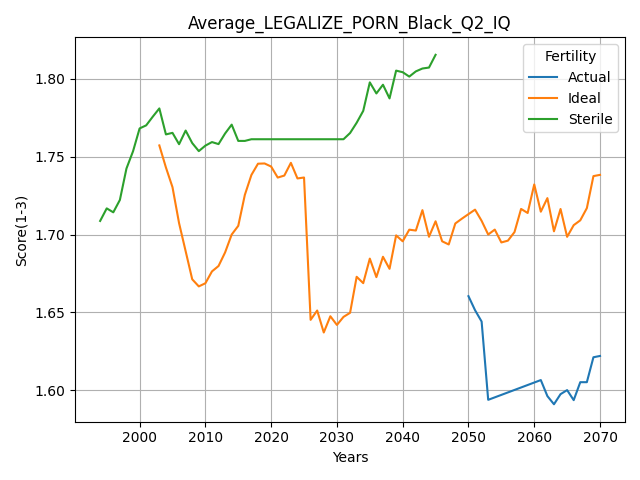 Average_LEGALIZE_PORN_Black_Q2_IQ
Fertility
Actual
Ideal
Sterile
Score(1-3)
1.80
1.75
1.70
1.65
1.60
2000 2010 2020 2030 2040 2050 2060 2070
Years